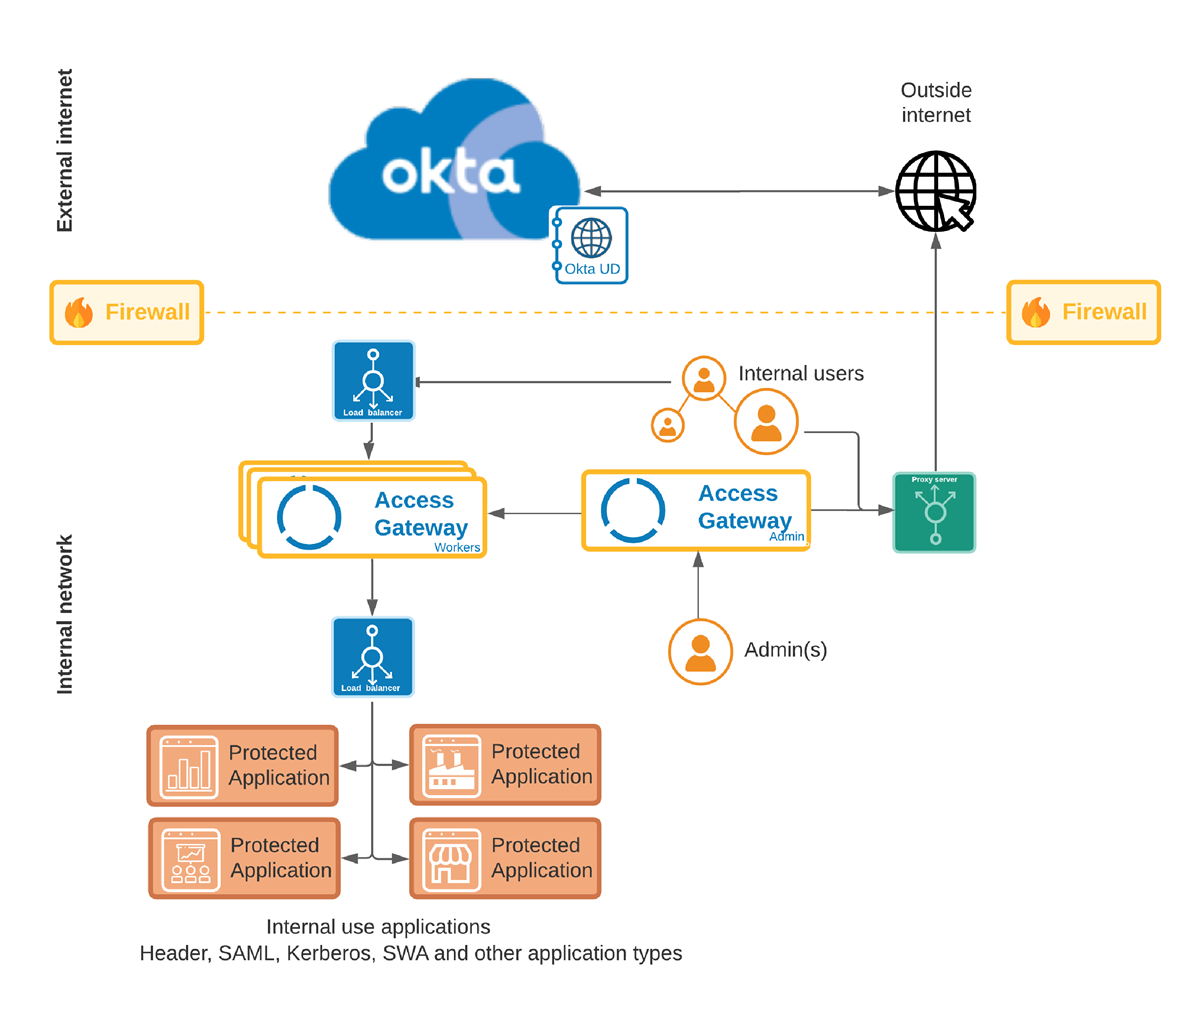 External internet
okta
Okta UD
Outside
internet
Firewall
Firewall
Load balancer
Internal users
Access
Gateway
Workers
Access
Gateway
Admin
Proxy server
Internal network
Admin(s)
Load balancer
Protected
Application
Protected
Application
Protected
Application
Protected
Application
Internal use applications
Header, SAML, Kerberos, SWA and other application types